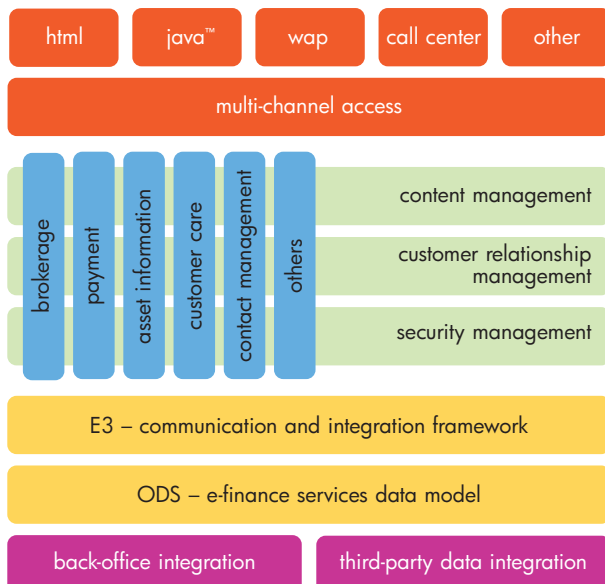 html
java™
wap
call center
other
multi-channel access
brokerage
payment
asset information
customer care
contact management
others
content management
customer relationship
management
security management
E3 – communication and integration framework
ODS – e-finance services data model
back-office integration
third-party data integration